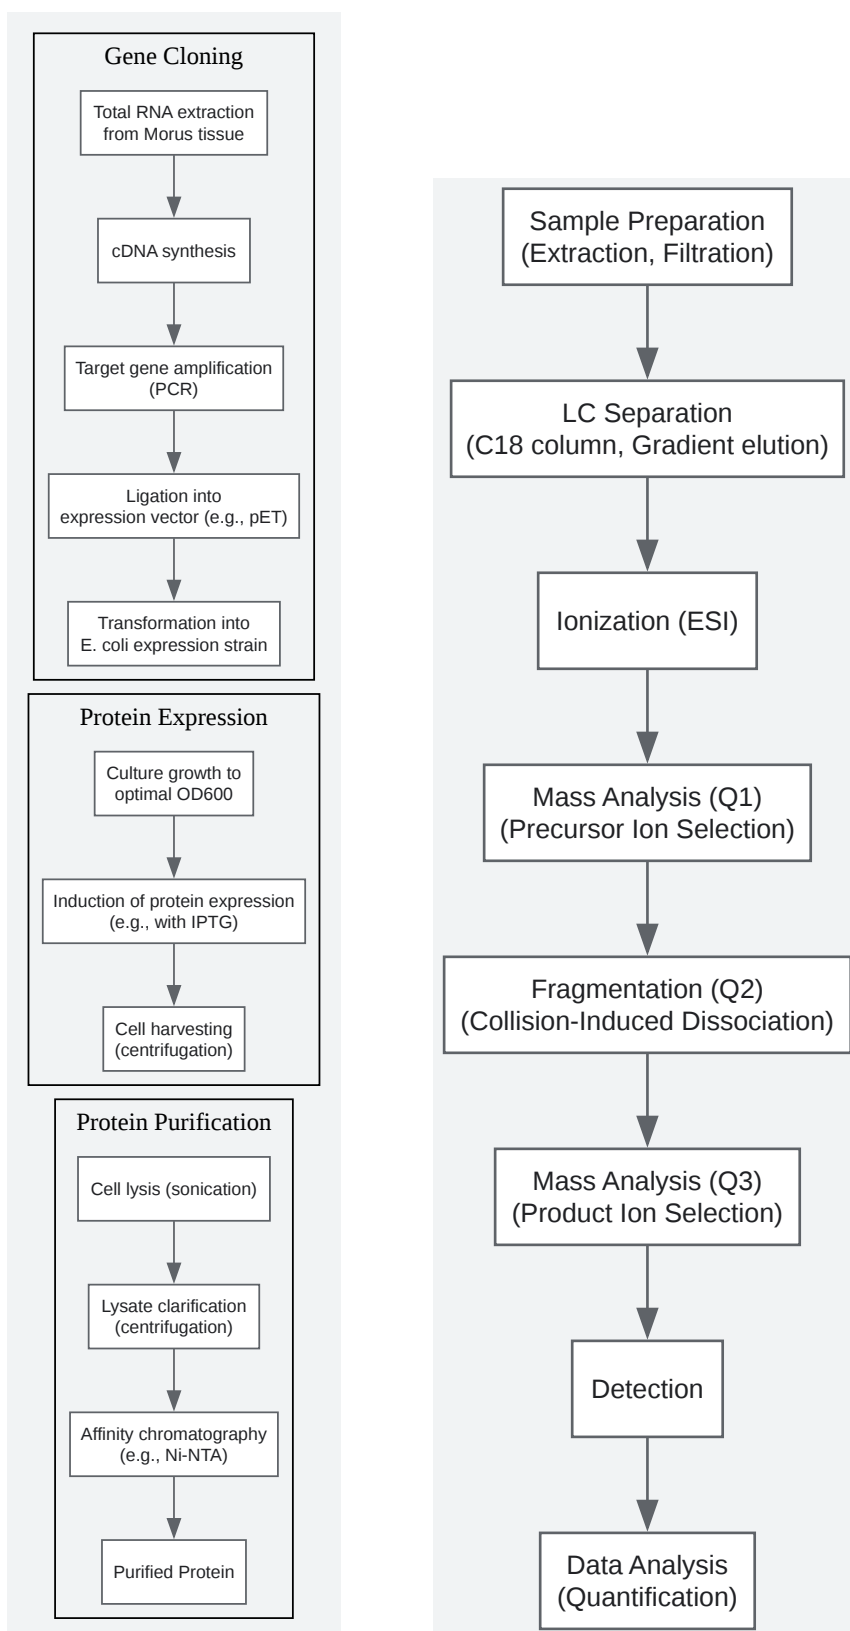 Gene Cloning
Total RNA extraction
from Morus tissue
cDNA synthesis
Target gene amplification
(PCR)
Ligation into
expression vector (e.g., pET)
Transformation into
E. coli expression strain
Protein Expression
Culture growth to
optimal OD600
Induction of protein expression
(e.g., with IPTG)
Cell harvesting
(centrifugation)
Protein Purification
Cell lysis (sonication)
Lysate clarification
(centrifugation)
Affinity chromatography
(e.g., Ni-NTA)
Purified Protein
Sample Preparation
(Extraction, Filtration)
LC Separation
(C18 column, Gradient elution)
Ionization (ESI)
Mass Analysis (Q1)
(Precursor Ion Selection)
Fragmentation (Q2)
(Collision-Induced Dissociation)
Mass Analysis (Q3)
(Product Ion Selection)
Detection
Data Analysis
(Quantification)